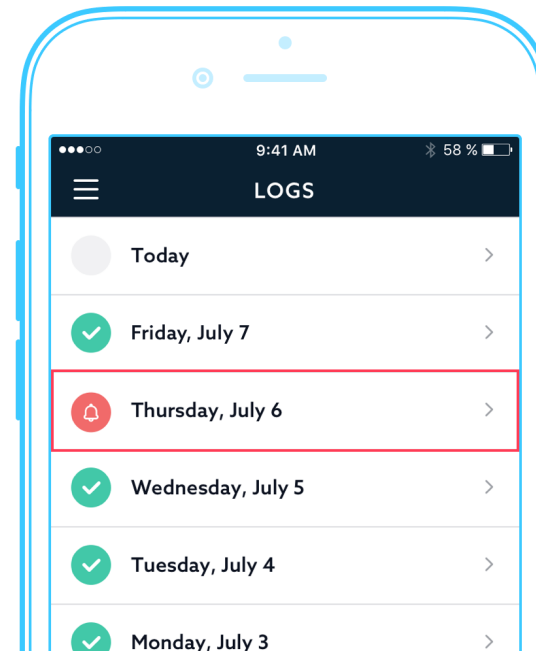 9:41 AM
58 %
LOGS
Today
Friday, July 7
Thursday, July 6
Wednesday, July 5
Tuesday, July 4
Monday, July 3